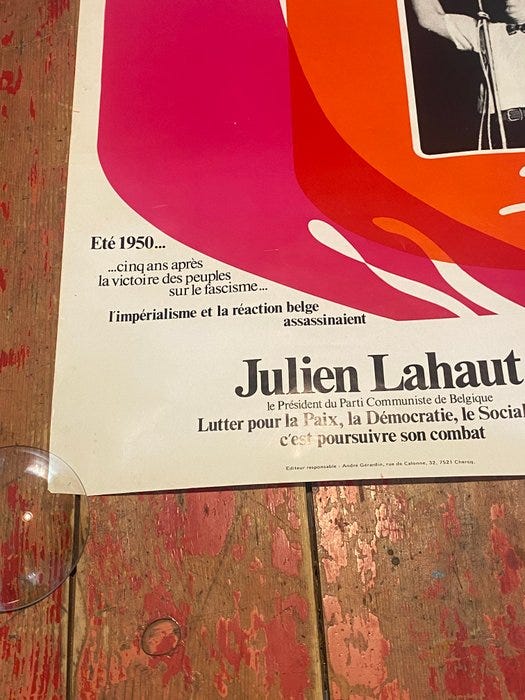 Eté 1950...
...cinq ans après
la victoire des peuples
sur le fascisme...
l'impérialisme et la réaction belge
assassinaient
Julien Lahaut
le Président du Parti Communiste de Belgique
Lutter pour la Paix, la Démocratie, le Social
c'est poursuivre son combat
Editeur responsable - André Gérardin, rue de Calonne, 32, 7521 Chercq.